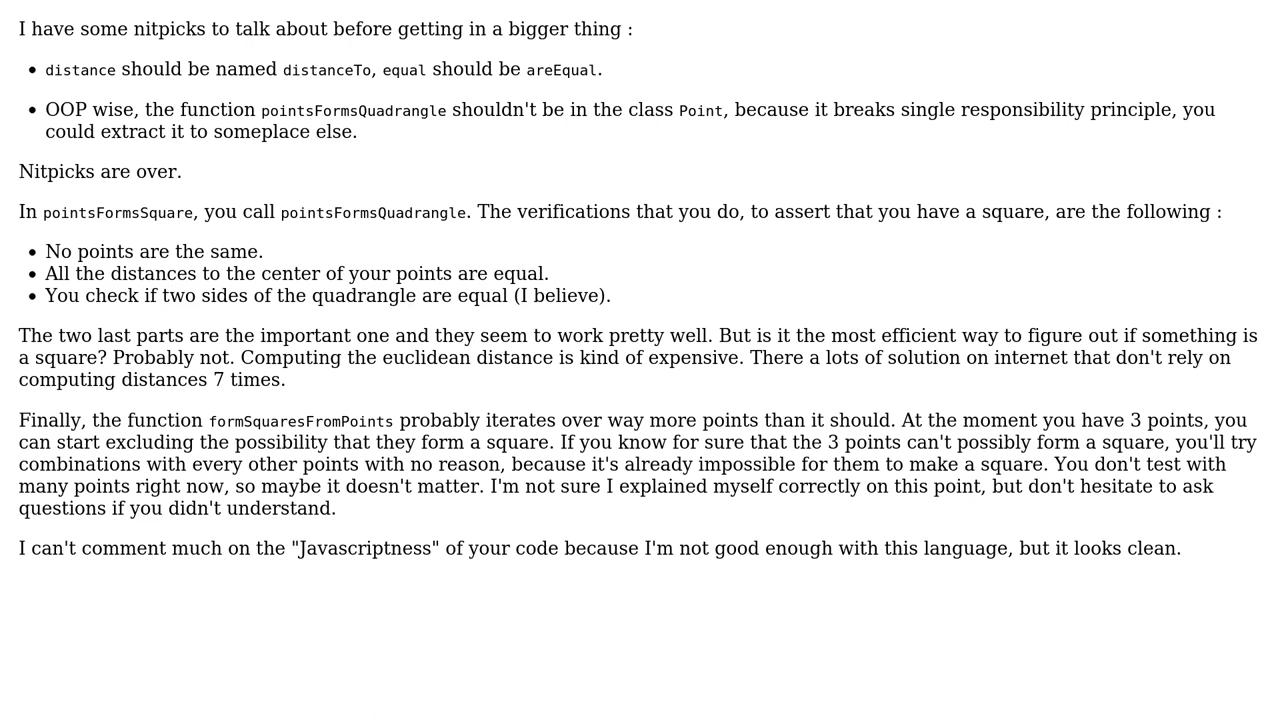 I have some nitpicks to talk about before getting in a bigger thing :
• distance should be named distanceTo, equal should be areEqual.
• OOP wise, the function pointsFormsQuadrangle shouldn't be in the class Point, because it breaks single responsibility principle, you
could extract it to someplace else.
Nitpicks are over.
In pointsFormsSquare, you call pointsFormsQuadrangle. The verifications that you do, to assert that you have a square, are the following :
• No points are the same.
• All the distances to the center of your points are equal.
• You check if two sides of the quadrangle are equal (I believe).
The two last parts are the important one and they seem to work pretty well. But is it the most efficient way to figure out if something is
a square? Probably not. Computing the euclidean distance is kind of expensive. There a lots of solution on internet that don't rely on
computing distances 7 times.
Finally, the function formSquaresFromPoints probably iterates over way more points than it should. At the moment you have 3 points, you
can start excluding the possibility that they form a square. If you know for sure that the 3 points can't possibly form a square, you'll try
combinations with every other points with no reason, because it's already impossible for them to make a square. You don't test with
many points right now, so maybe it doesn't matter. I'm not sure I explained myself correctly on this point, but don't hesitate to ask
questions if you didn't understand.
I can't comment much on the "Javascriptness" of your code because I'm not good enough with this language, but it looks clean.